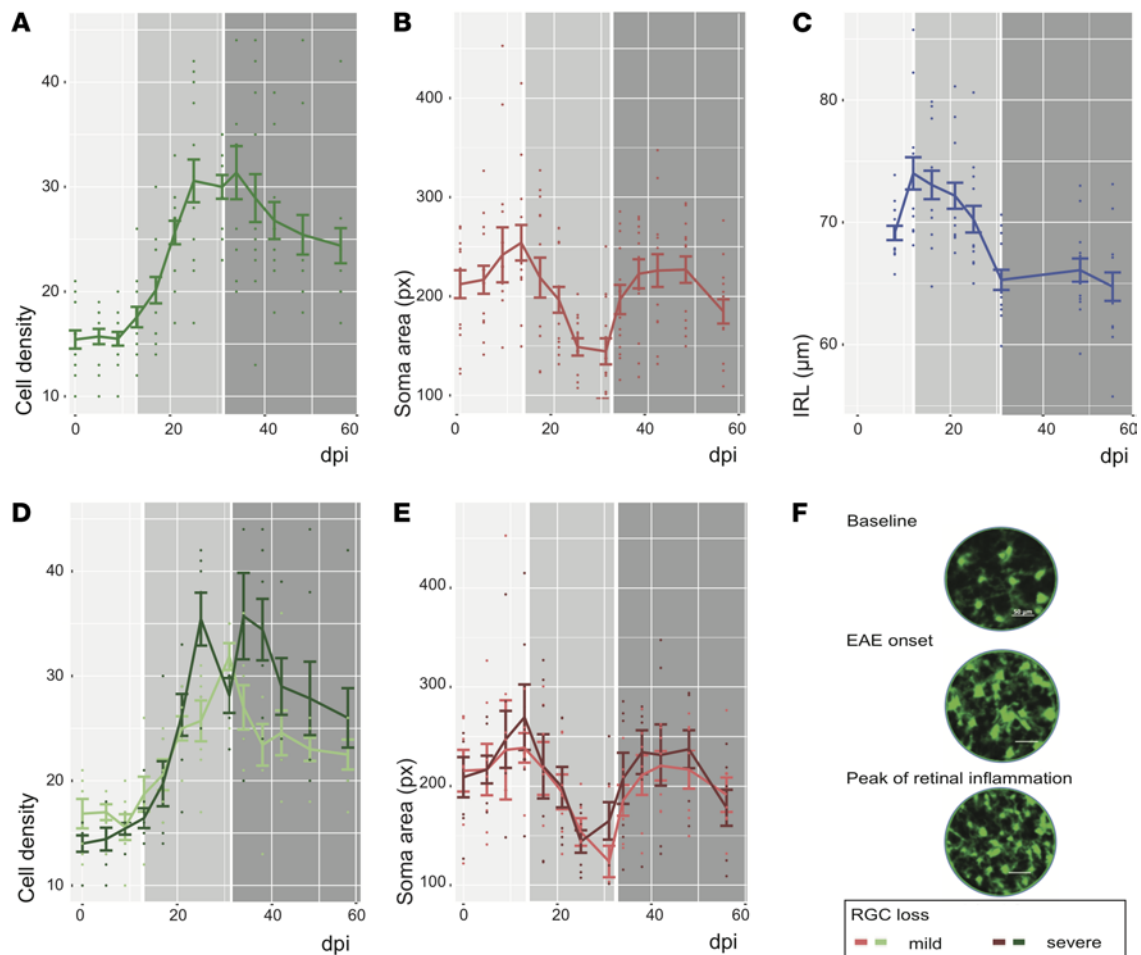 A
Cell density
40
30
20
10
0
20
40
60
dpi
B
Soma area (px)
400
300
200
100
0
20
40
60
dpi
C
IRL (µm)
80
70
60
0
20
40
60
dpi
D
Cell density
40
30
20
10
0
20
40
60
dpi
E
Soma area (px)
400
300
200
100
0
20
40
60
dpi
F
Baseline
50 µm
EAE onset
Peak of retinal inflammation
RGC loss
mild
severe